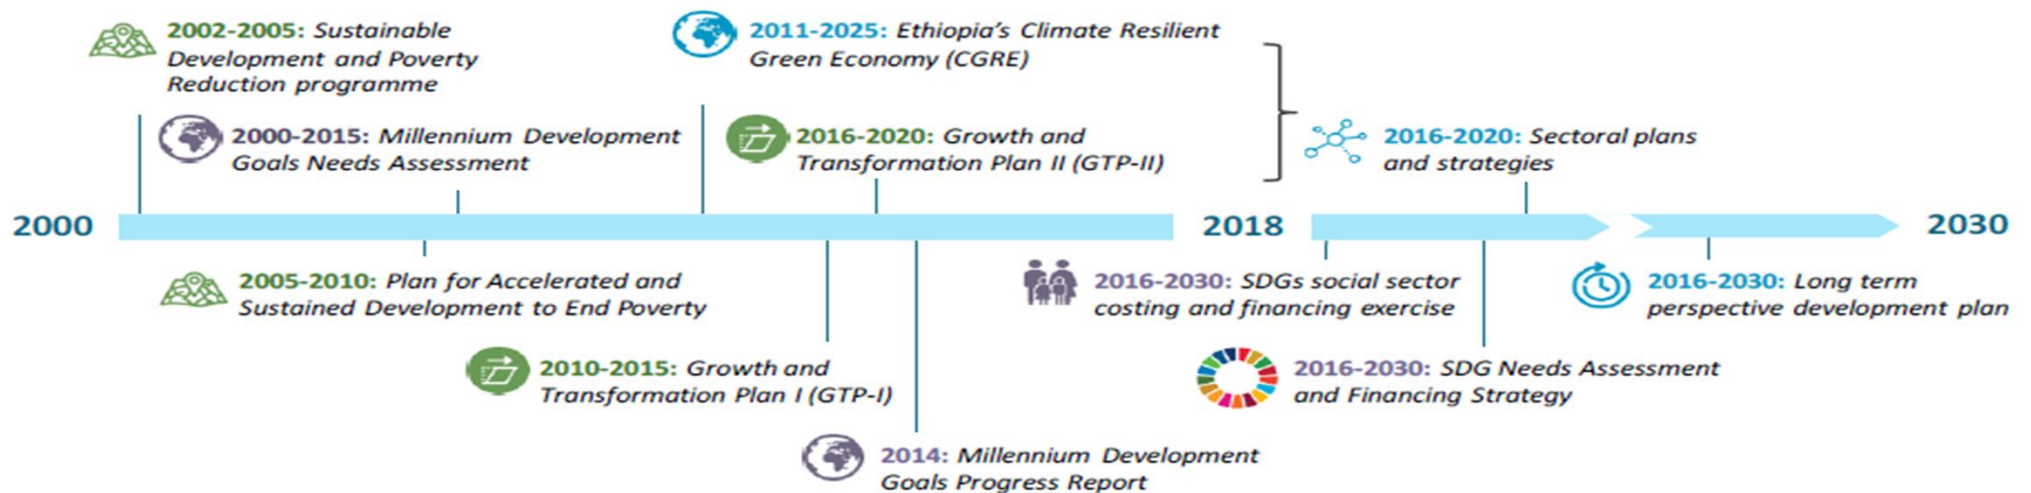 2002-2005: Sustainable
Development and Poverty
Reduction programme
2011-2025: Ethiopia's Climate Resilient
Green Economy (CGRE)
2000-2015: Millennium Development
Goals Needs Assessment
2016-2020: Growth and
Transformation Plan II (GTP-II)
2016-2020: Sectoral plans
and strategies
2000
2018
2030
2005-2010: Plan for Accelerated and
Sustained Development to End Poverty
2016-2030: SDGs social sector
costing and financing exercise
2016-2030: Long term
perspective development plan
2010-2015: Growth and
Transformation Plan I (GTP-I)
2016-2030: SDG Needs Assessment
and Financing Strategy
2014: Millennium Development
Goals Progress Report